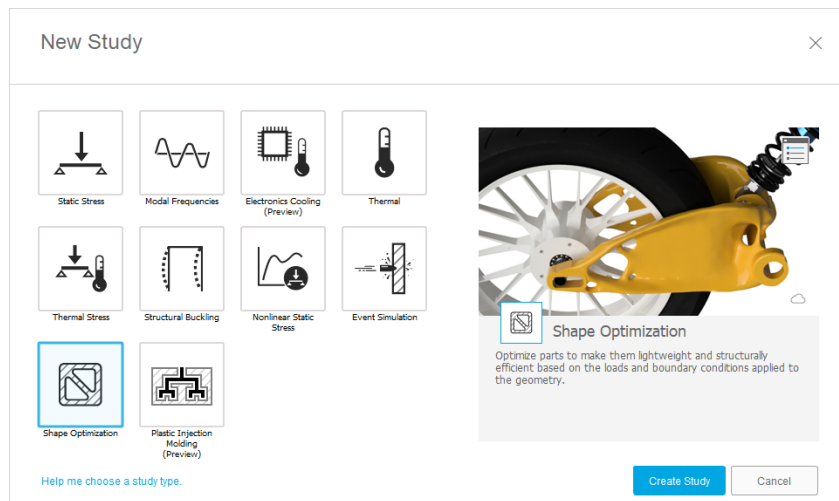 New Study
Static Stress
Modal Frequencies
Electronics Cooling
(Preview)
Thermal
Thermal Stress
Structural Buckling
Nonlinear Static
Stress
Event Simulation
Shape Optimization
Plastic Injection
Molding
(Preview)
Shape Optimization
Optimize parts to make them lightweight and structurally
efficient based on the loads and boundary conditions applied to
the geometry.
Help me choose a study type.
Create Study
Cancel